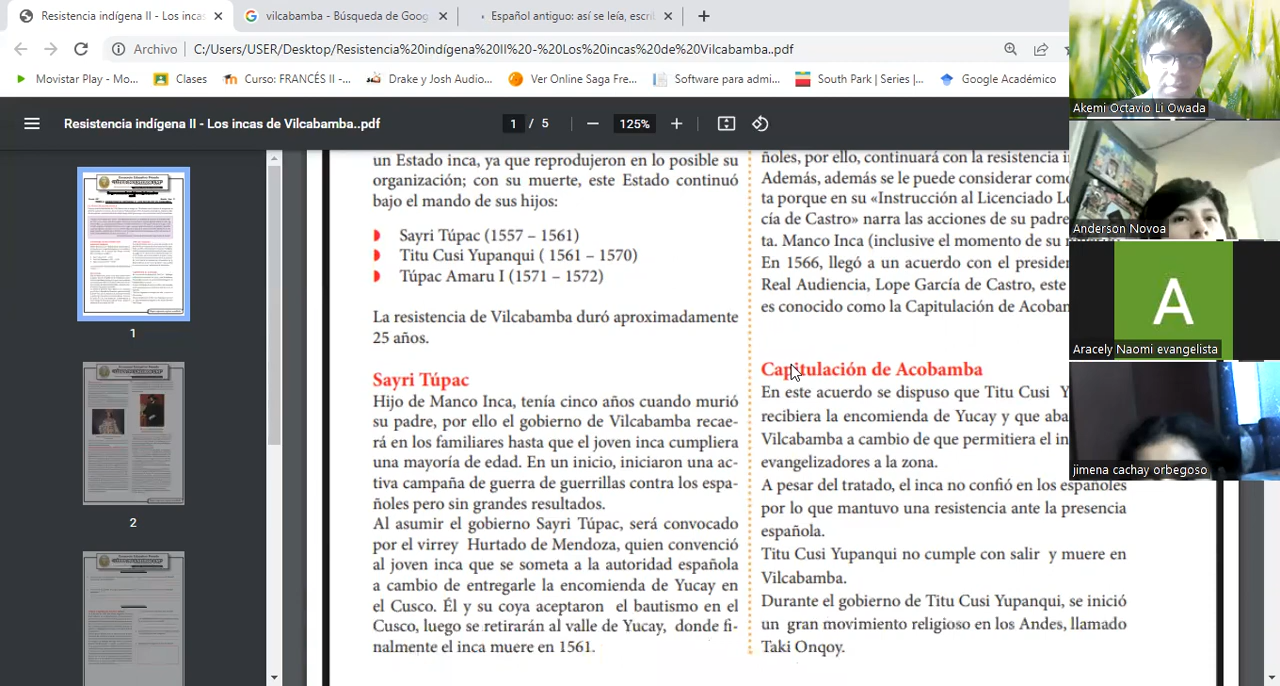 Resistencia indígena II - Los incas
vilcabamba - Búsqueda de Goog
Español antiguo: así se leía, escri
Archivo
C:/Users/USER/Desktop/Resistencia%20indígena%20II%20-%20Los%20incas%20de%20Vilcabamba..pdf
Movistar Play - Mo...
Clases
Curso: FRANCÉS II -...
Drake y Josh Audio...
Ver Online Saga Fre...
Software para admi...
South Park | Series |...
Google Académico
Resistencia indígena II - Los incas de Vilcabamba..pdf
1 / 5
125%
1
2
un Estado inca, ya que reprodujeron en lo posible su
organización; con su muerte, este Estado continuó
bajo el mando de sus hijos:
Sayri Túpac (1557 – 1561)
Titu Cusi Yupanqui ( 1561 – 1570)
Túpac Amaru I (1571 – 1572)
La resistencia de Vilcabamba duró aproximadamente
25 años.
Sayri Túpac
Hijo de Manco Inca, tenía cinco años cuando murió
su padre, por ello el gobierno de Vilcabamba recae-
rá en los familiares hasta que el joven inca cumpliera
una mayoría de edad. En un inicio, iniciaron una ac-
tiva campaña de guerra de guerrillas contra los espa-
ñoles pero sin grandes resultados.
Al asumir el gobierno Sayri Túpac, será convocado
por el virrey Hurtado de Mendoza, quien convenció
al joven inca que se someta a la autoridad española
a cambio de entregarle la encomienda de Yucay en
el Cusco. Él y su coya aceptaron el bautismo en el
Cusco, luego se retirarán al valle de Yucay, donde fi-
nalmente el inca muere en 1561.
ñoles, por ello, continuará con la resistencia
Además, además se le puede considerar como
ta porque en su «Instrucción al Licenciado
cía de Castro» narra las acciones de su padre
ta. Manco Inca (inclusive el momento de su
En 1566, llegó a un acuerdo con el
Real Audiencia, Lope García de Castro, este
es conocido como la Capitulación de
Capitulación de Acobamba
En este acuerdo se dispuso que Titu Cusi Y
recibiera la encomienda de Yucay y que aba
Vilcabamba a cambio de que permitiera el in
evangelizadores a la zona.
A pesar del tratado, el inca no confió en los españoles
por lo que mantuvo una resistencia ante la presencia
española.
Titu Cusi Yupanqui no cumple con salir y muere en
Vilcabamba.
Durante el gobierno de Titu Cusi Yupanqui, se inició
un gran movimiento religioso en los Andes, llamado
Taki Onqoy.
Akemi Octavio Li Owada
Anderson Novoa
A
Aracely Naomi evangelista
jimena cachay orbegoso